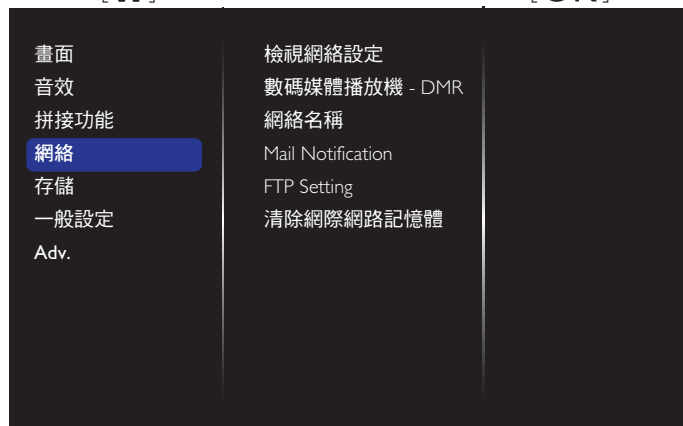 畫面
音效
拼接功能
網絡
存儲
一般設定
Adv.
檢視網絡設定
數碼媒體播放機 - DMR
網絡名稱
Mail Notification
FTP Setting
清除網際網路記憶體